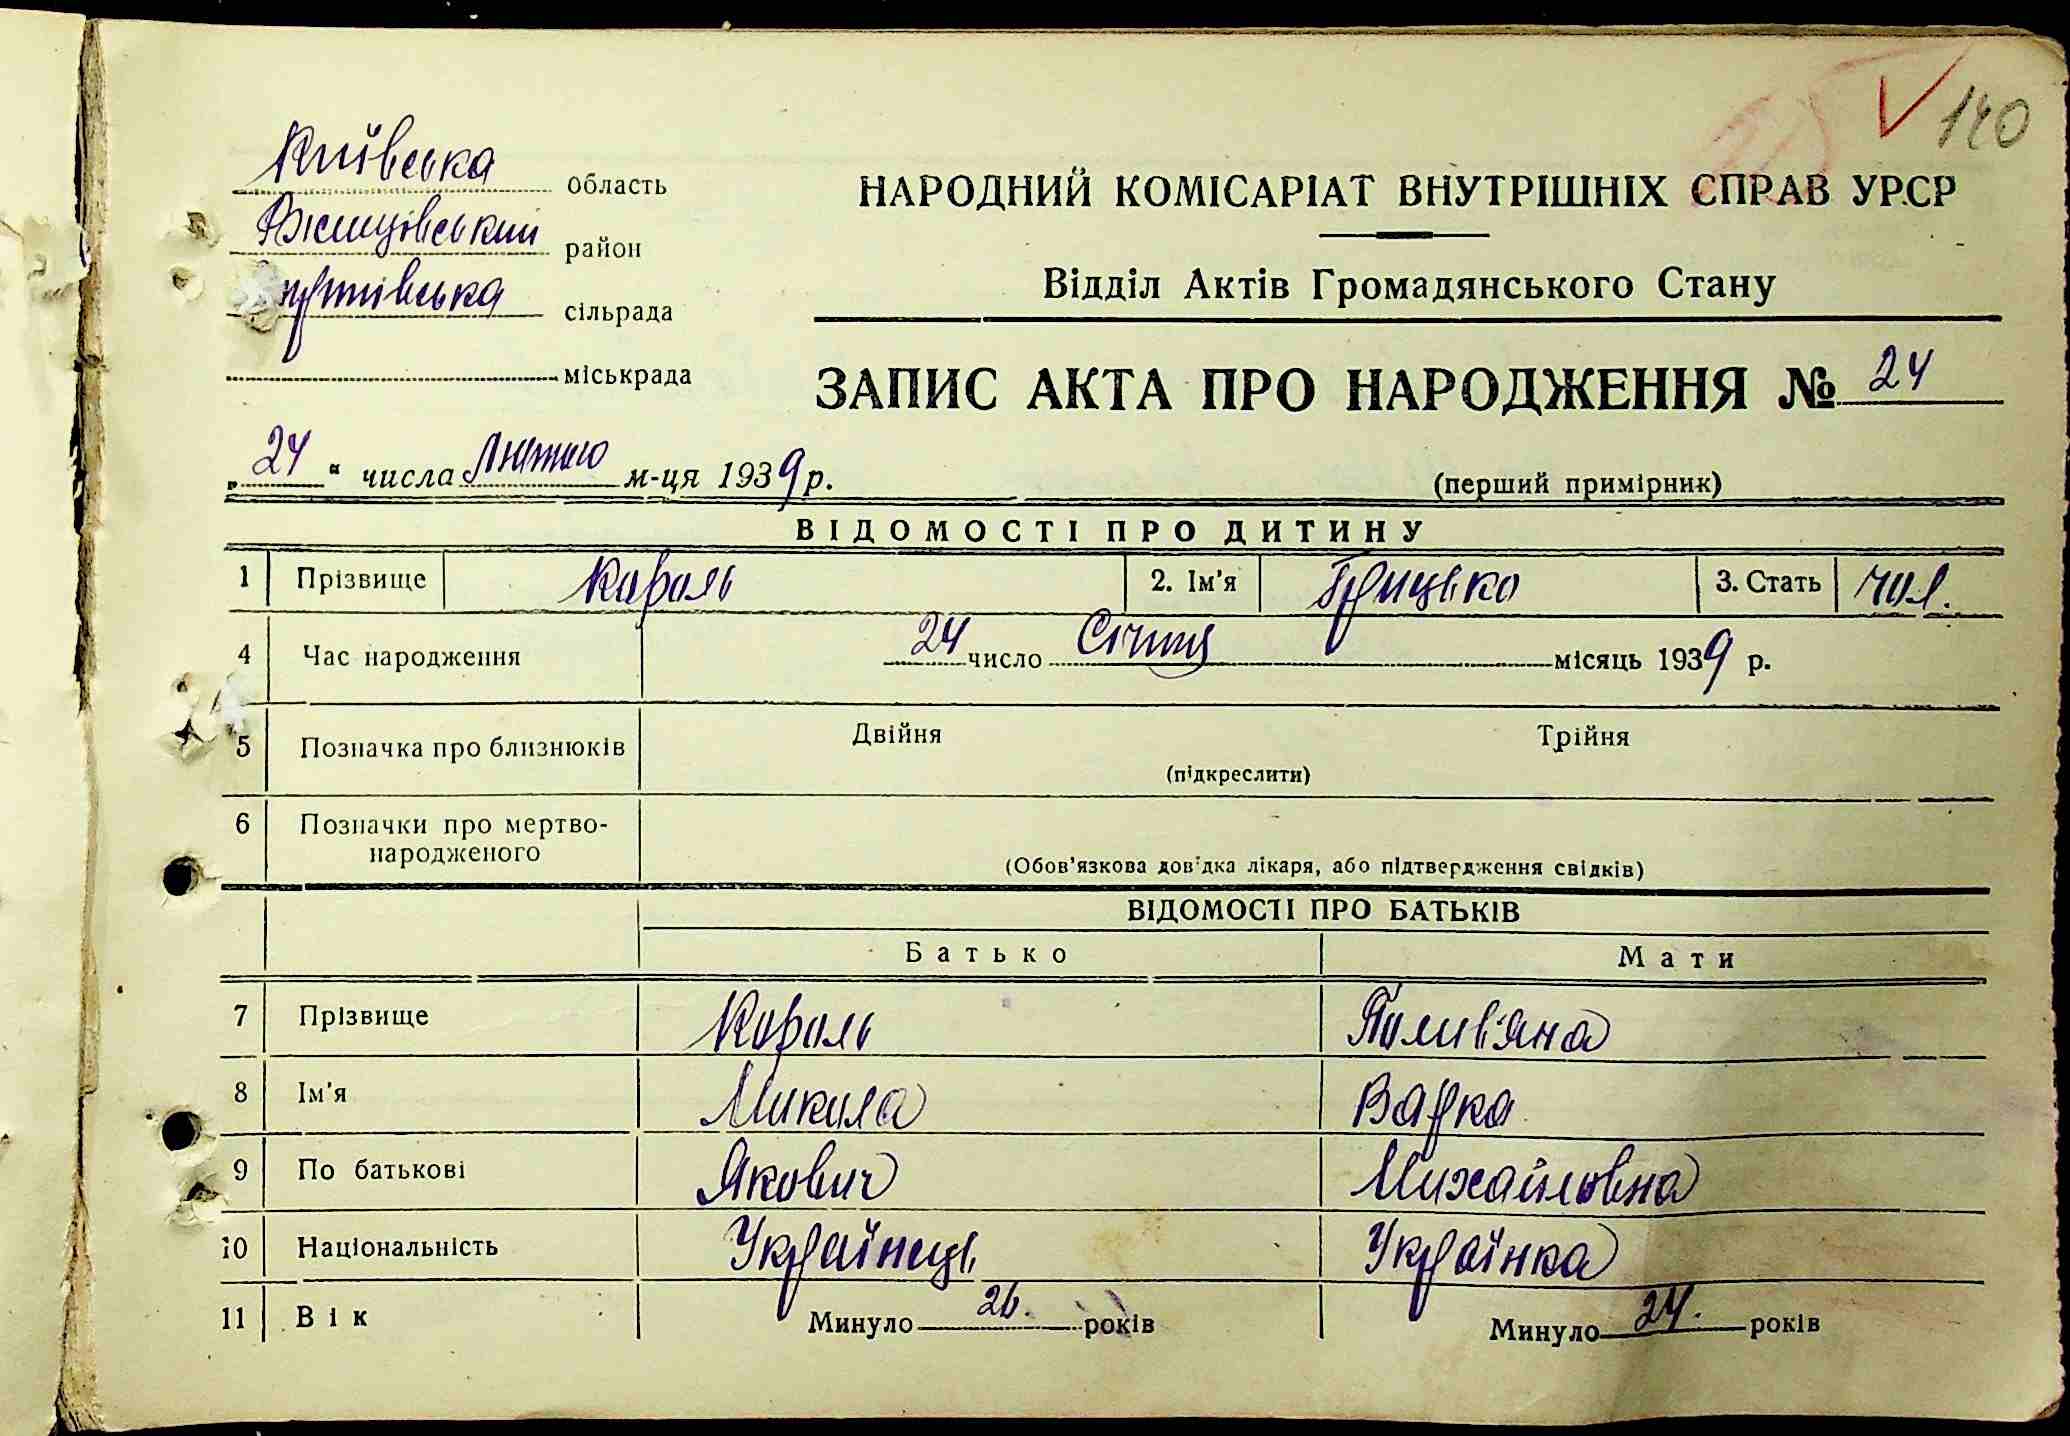 140
Київська область
Ржищівський район
сільрада
міськрада
НАРОДНИЙ КОМІСАРІАТ ВНУТРІШНІХ СПРАВ УРСР
Відділ Актів Громадянського Стану
ЗАПИС АКТА ПРО НАРОДЖЕННЯ № 24
„24“ числа Лютого м-ця 1939 р.
(перший примірник)
ВІДОМОСТІ ПРО ДИТИНУ
1 Прізвище Король 2. Ім'я Грицько 3. Стать чол.
4 Час народження 24 число Січня місяць 1939 р.
5 Позначка про близнюків Двійня Трійня
(підкреслити)
6 Позначки про мертво-
народженого
(Обов'язкова довідка лікаря, або підтвердження свідків)
ВІДОМОСТІ ПРО БАТЬКІВ
Батько Мати
7 Прізвище Король Полив'яна
8 Ім'я Микола Варка
9 По батькові Якович Михайловна
10 Національність Українець Українка
11 Вік Минуло 26. років Минуло 24. років